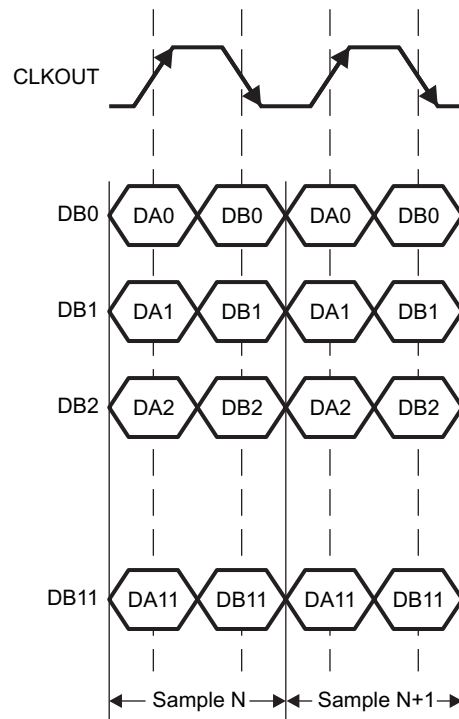 CLKOUT
DB0 DA0 DB0 DA0 DB0
DB1 DA1 DB1 DA1 DB1
DB2 DA2 DB2 DA2 DB2
DB11 DA11 DB11 DA11 DB11
Sample N Sample N+1